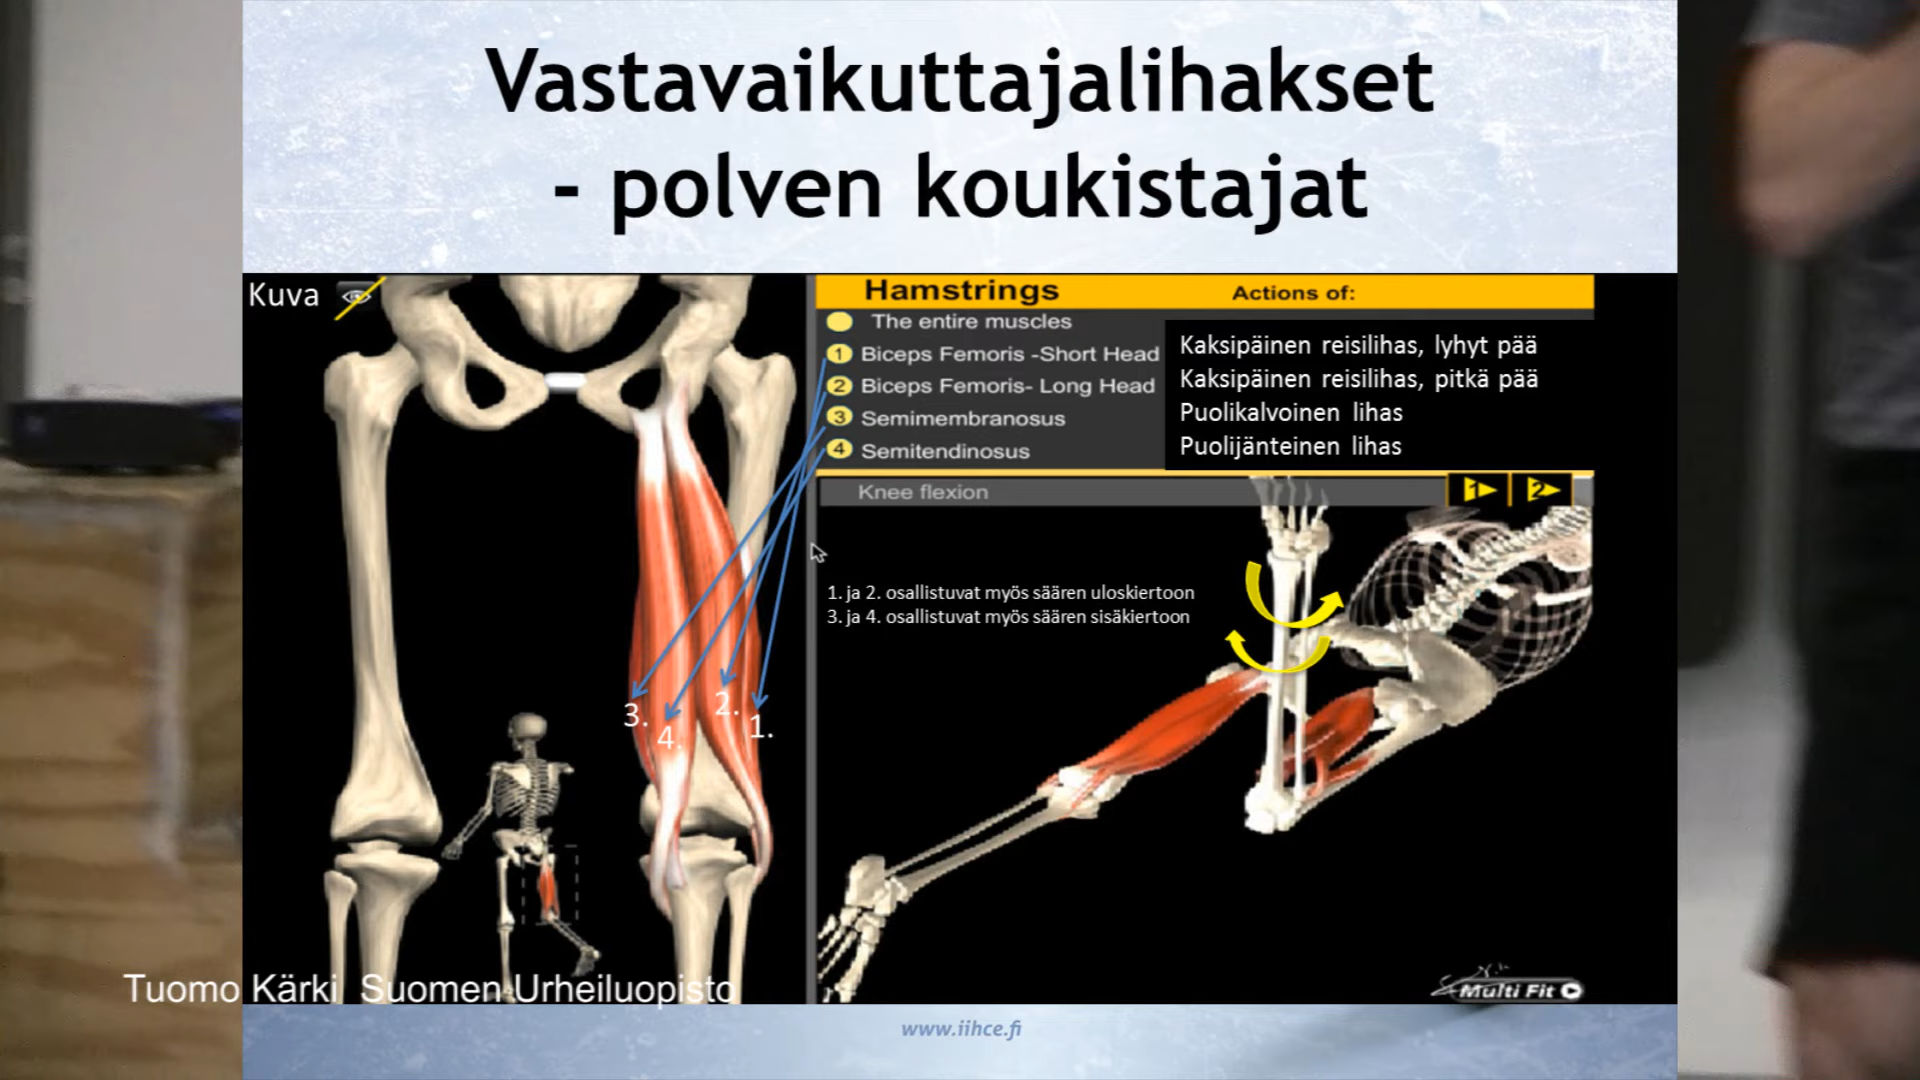 Vastavaikuttajalihakset
- polven koukistajat
Kuva
Hamstrings
Actions of:
The entire muscles
1 Biceps Femoris -Short Head
2 Biceps Femoris- Long Head
3 Semimembranosus
4 Semitendinosus
Kaksipäinen reisilihas, lyhyt pää
Kaksipäinen reisilihas, pitkä pää
Puolikalvoinen lihas
Puolijänteinen lihas
Knee flexion
1
2
1. ja 2. osallistuvat myös säären uloskiertoon
3. ja 4. osallistuvat myös säären sisäkiertoon
3.
4.
2.
1.
Tuomo Kärki Suomen Urheiluopisto
Multi Fit
www.iihce.fi